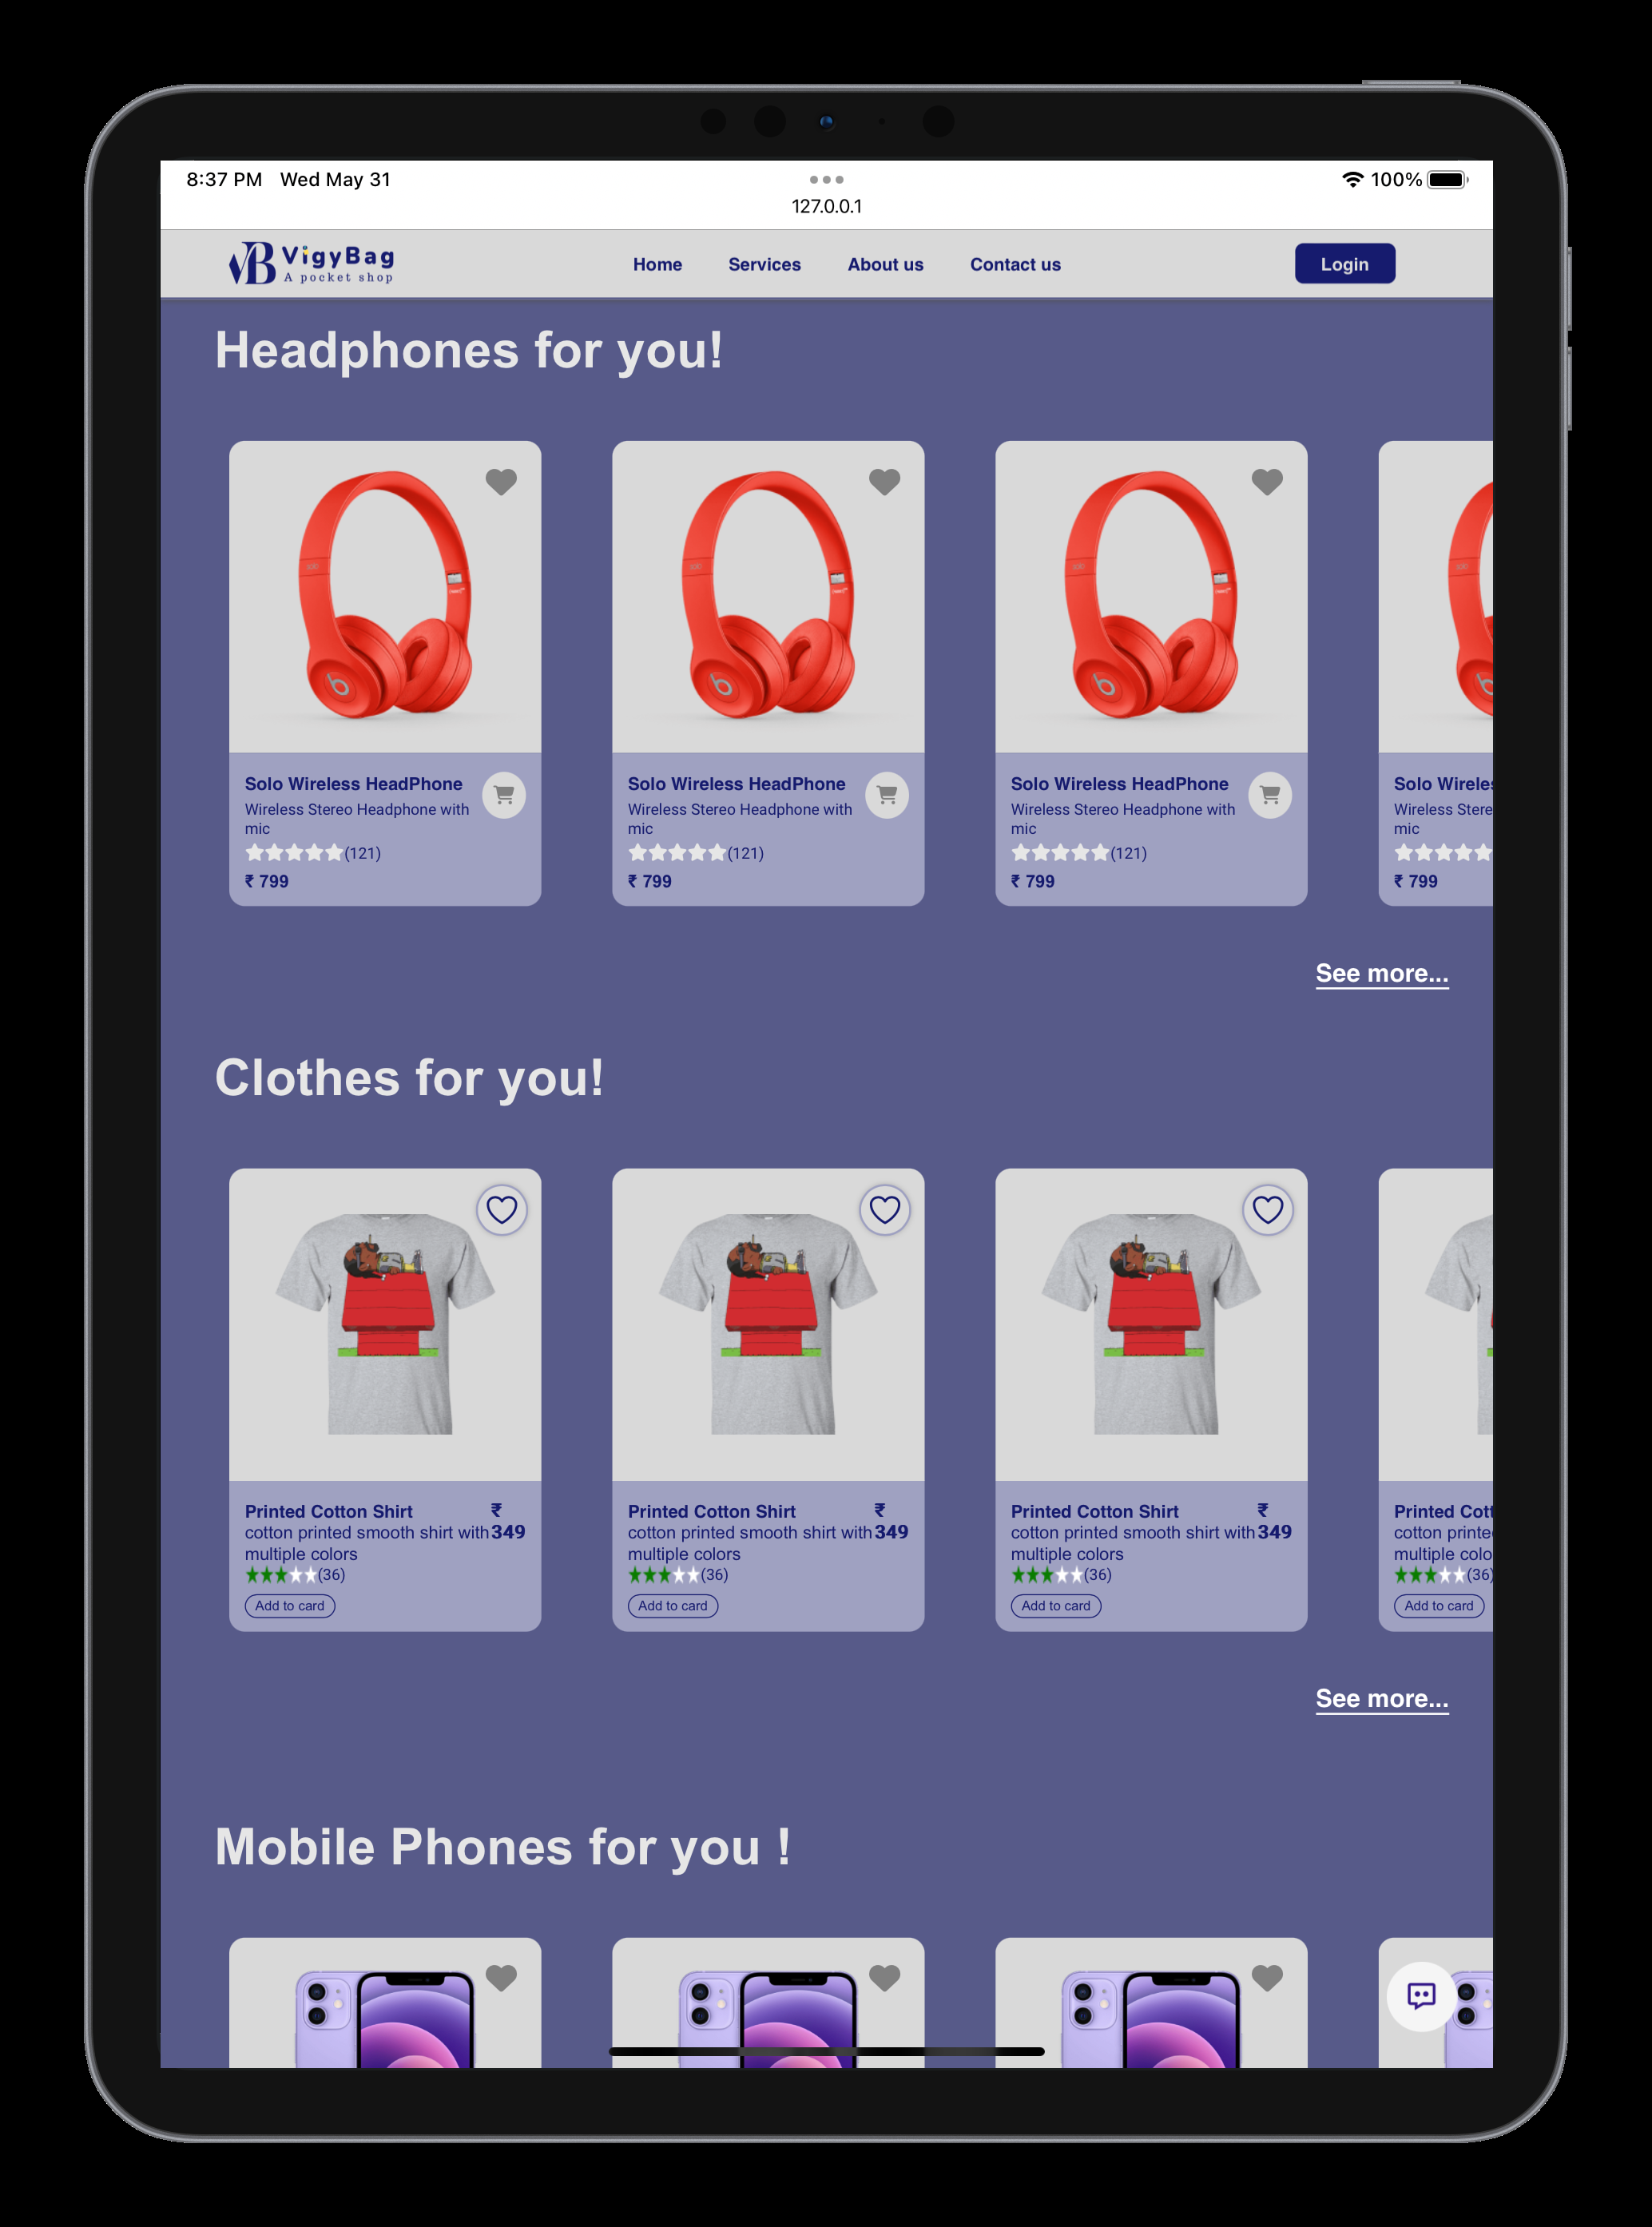 8:37 PM Wed May 31
100%
127.0.0.1
VB VigyBag
A pocket shop
Home Services About us Contact us
Login
Headphones for you!
Solo Wireless HeadPhone
Wireless Stereo Headphone with
mic
(121)
₹ 799
Solo Wireless HeadPhone
Wireless Stereo Headphone with
mic
(121)
₹ 799
Solo Wireless HeadPhone
Wireless Stereo Headphone with
mic
(121)
₹ 799
Solo Wireles
Wireless Stere
mic
₹ 799
See more...
Clothes for you!
Printed Cotton Shirt ₹
cotton printed smooth shirt with 349
multiple colors
(36)
Add to card
Printed Cotton Shirt ₹
cotton printed smooth shirt with 349
multiple colors
(36)
Add to card
Printed Cotton Shirt ₹
cotton printed smooth shirt with 349
multiple colors
(36)
Add to card
Printed Cott
cotton printe
multiple colo
(36)
Add to card
See more...
Mobile Phones for you !